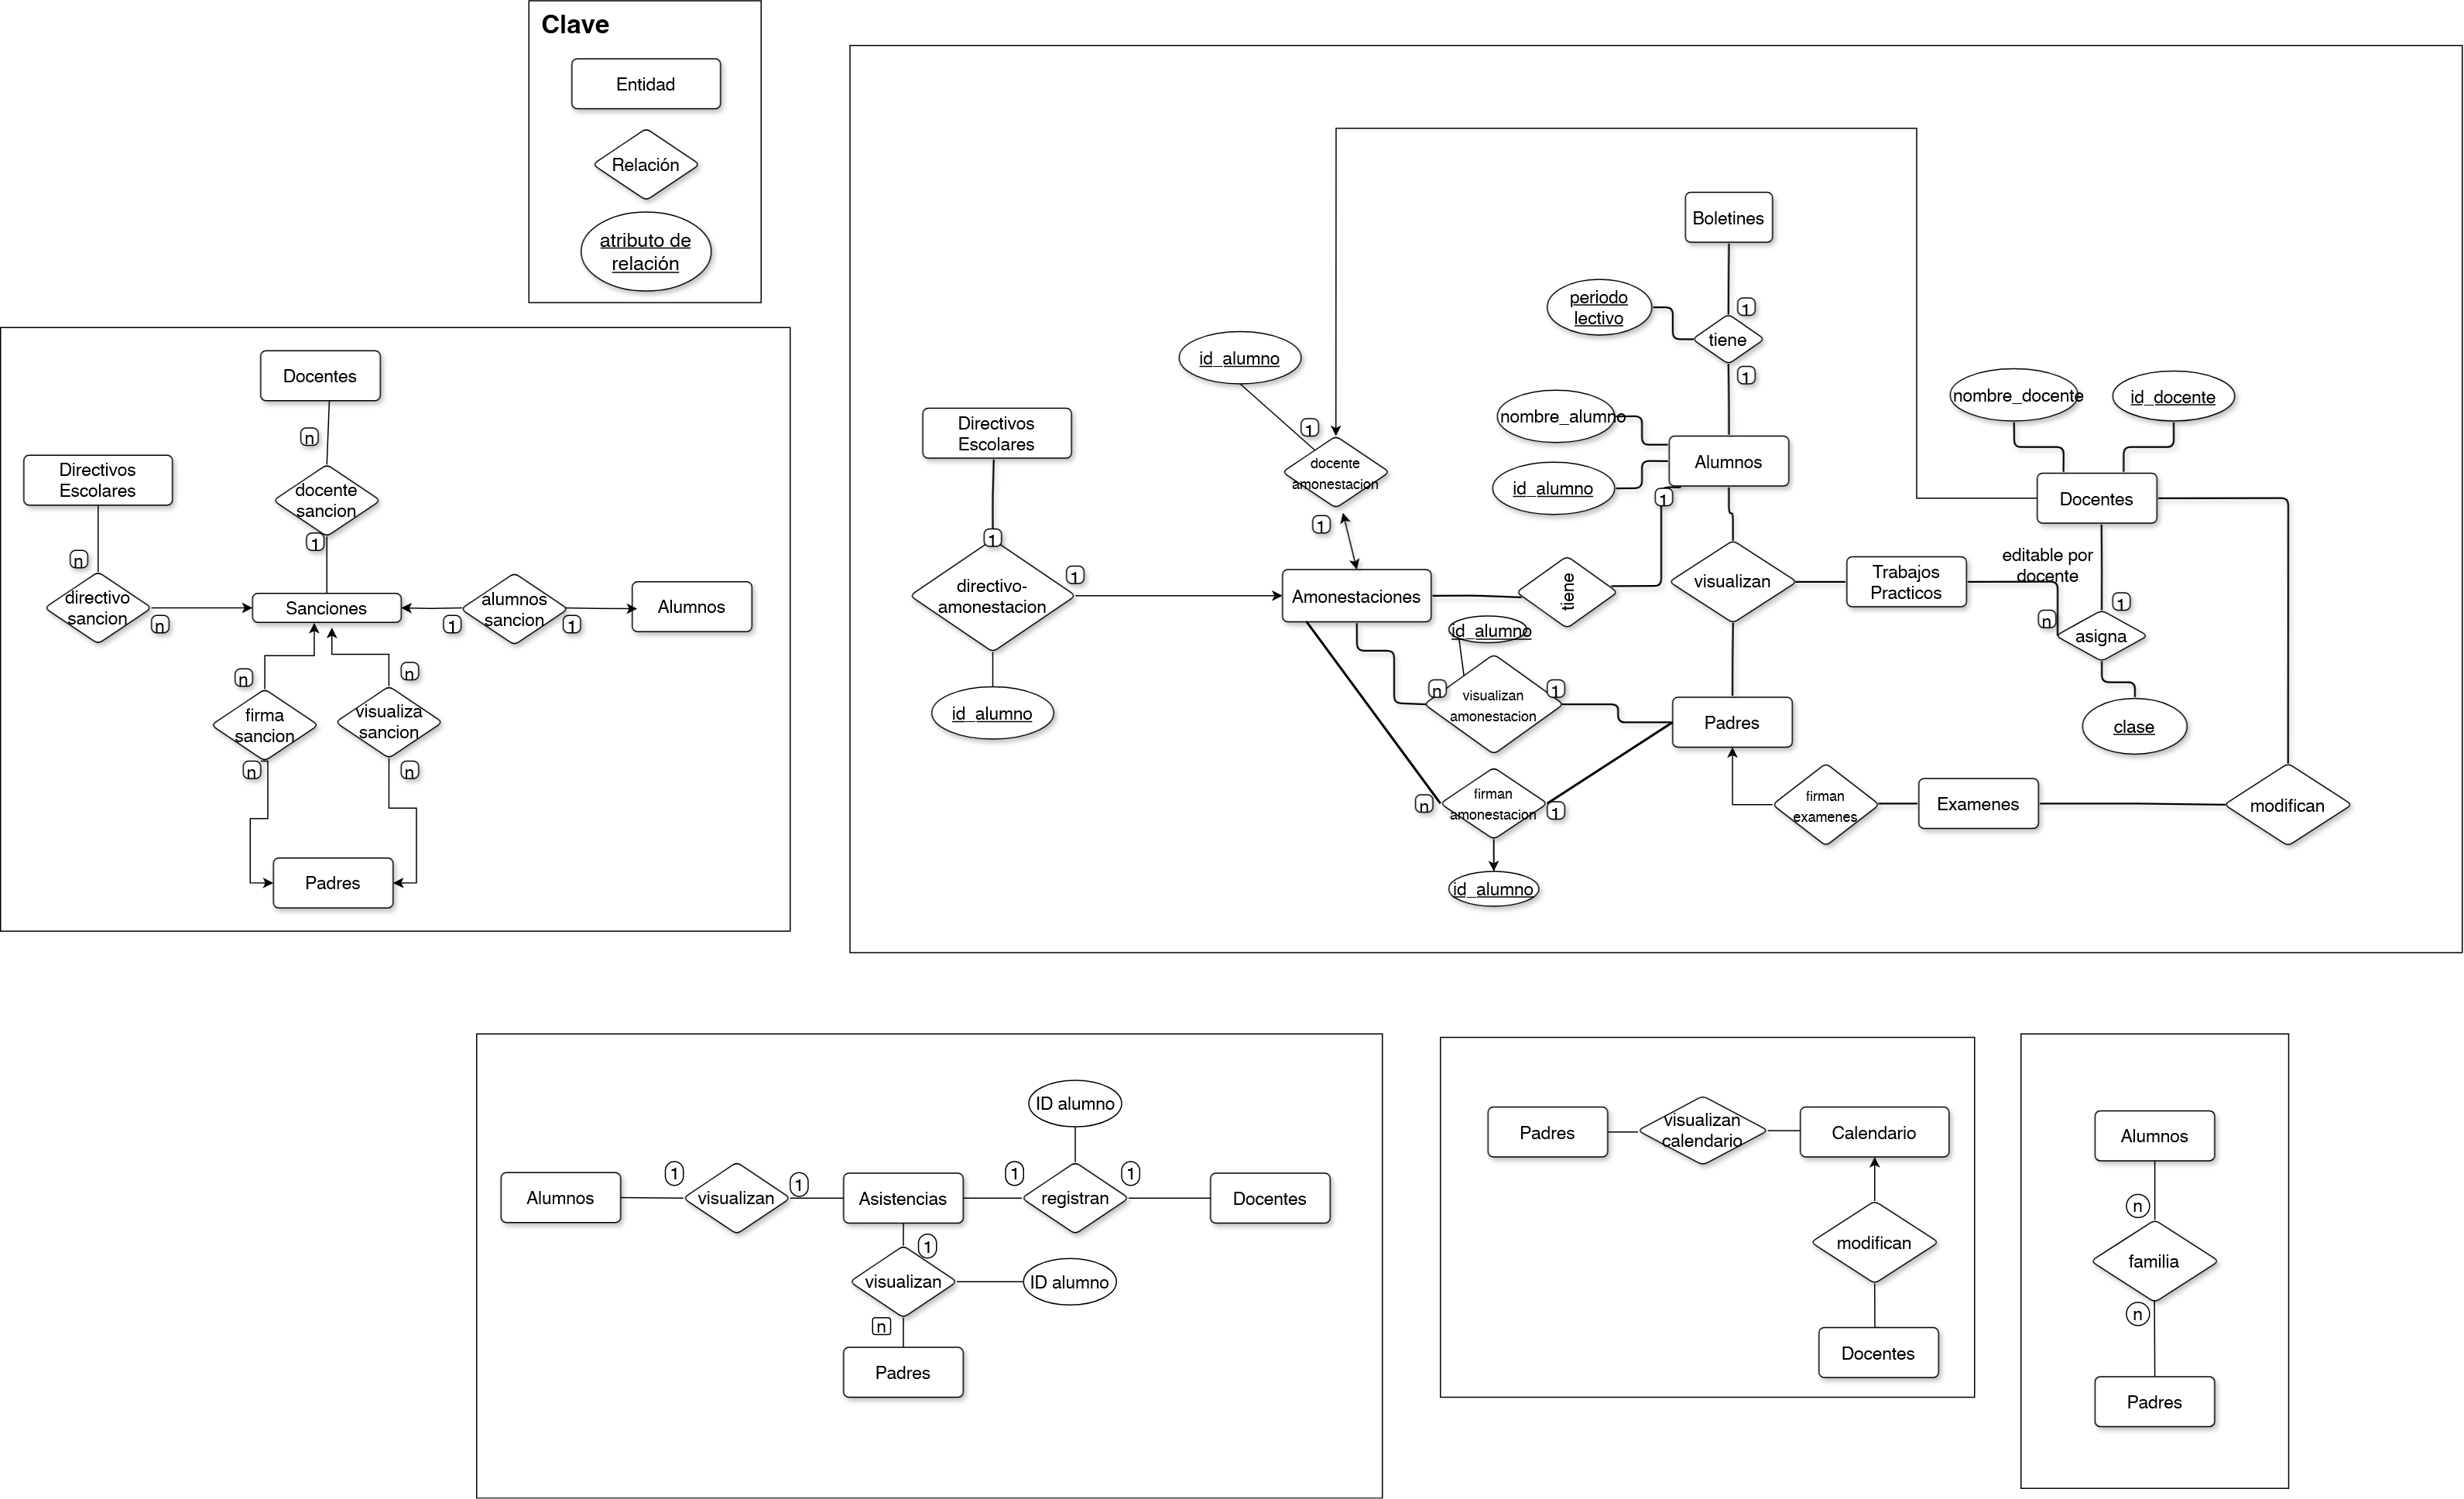 Clave
Entidad
Relación
atributo de
relación
Docentes
n
Directivos
Escolares
docente
sancion
1
n
directivo
sancion
n
Sanciones
alumnos
sancion
1
1
Alumnos
n
n
firma
sancion
visualiza
sancion
n
n
Padres
Boletines
periodo
lectivo
1
tiene
1
id_alumno
nombre_alumno
nombre_docente
id_docente
Directivos
Escolares
1
docente
amonestacion
Alumnos
id_alumno
1
Docentes
1
1
1
directivo-
amonestacion
Amonestaciones
tiene
visualizan
Trabajos
Practicos
editable por
docente
1
n
asigna
id_alumno
n
visualizan
amonestacion
1
id_alumno
Padres
clase
n
firman
amonestacion
1
firman
examenes
Examenes
modifican
id_alumno
ID alumno
Alumnos
1
visualizan
1
Asistencias
1
registran
1
Docentes
1
visualizan
ID alumno
n
Padres
Padres
visualizan
calendario
Calendario
modifican
Docentes
Alumnos
n
familia
n
Padres